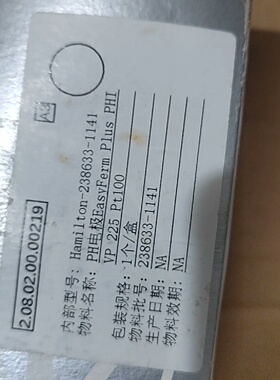 A3
2.08.02.00.00219
内部型号: Hamilton-238633-1141
物料名称: PH电极EasyFerm Plus PHI
VP 225 Pt100
包装规格: 1个/盒
物料批号: 238633-1141
生产日期: NA
物料效期: NA